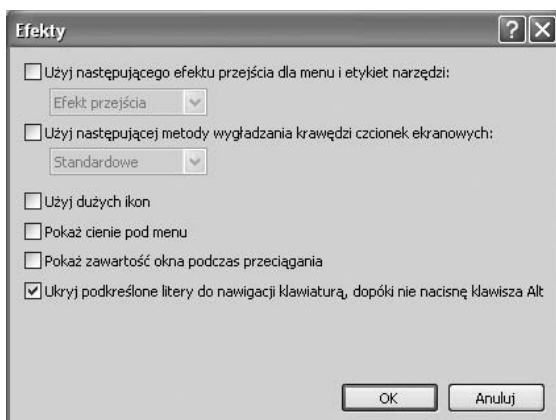 Efekty
Użyj następującego efektu przejścia dla menu i etykiet narzędzi:
Efekt przejścia
Użyj następującej metody wygładzania krawędzi czcionek ekranowych:
Standardowe
Użyj dużych ikon
Pokaż cienie pod menu
Pokaż zawartość okna podczas przeciągania
Ukryj podkreślone litery do nawigacji klawiaturą, dopóki nie nacisnę klawisza Alt
OK Anuluj